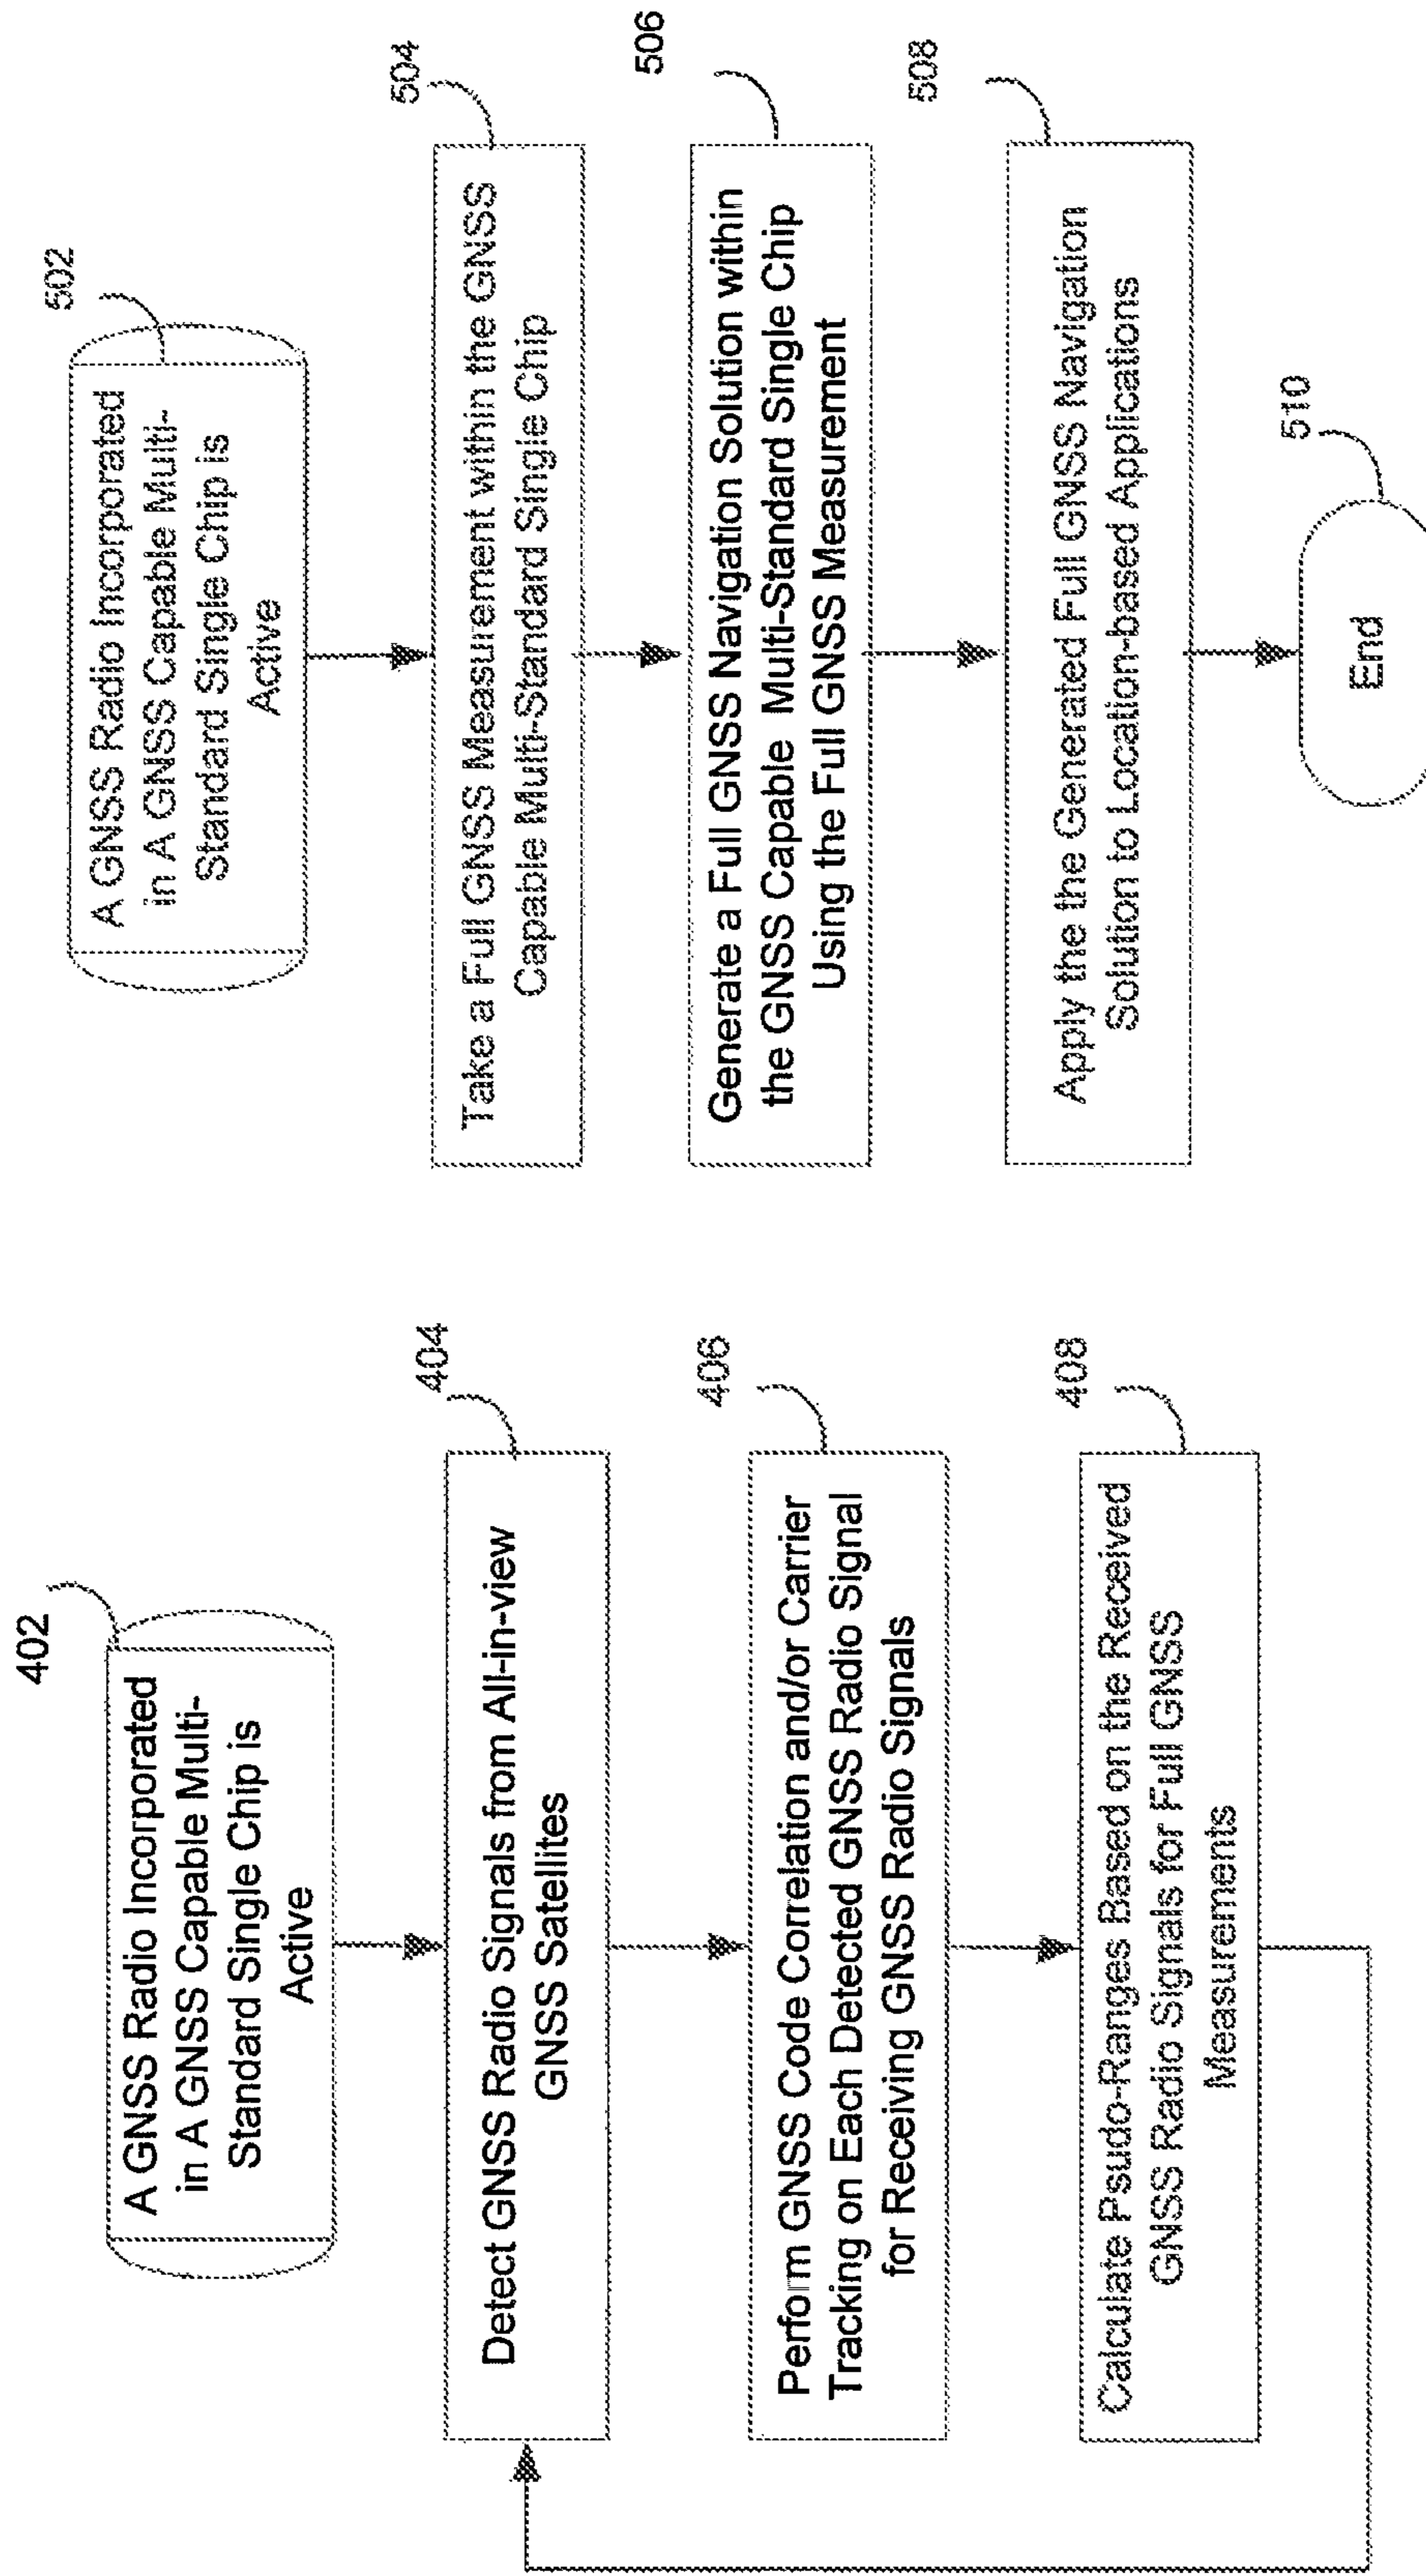 402
A GNSS Radio Incorporated
in A GNSS Capable Multi-
Standard Single Chip is
Active
404
Detect GNSS Radio Signals from All-in-view
GNSS Satellites
406
Perform GNSS Code Correlation and/or Carrier
Tracking on Each Detected GNSS Radio Signal
for Receiving GNSS Radio Signals
408
Calculate Psudo-Ranges Based on the Received
GNSS Radio Signals for Full GNSS
Measurements
502
A GNSS Radio Incorporated
in A GNSS Capable Multi-
Standard Single Chip is
Active
504
Take a Full GNSS Measurement within the GNSS
Capable Multi-Standard Single Chip
506
Generate a Full GNSS Navigation Solution within
the GNSS Capable Multi-Standard Single Chip
Using the Full GNSS Measurement
508
Apply the the Generated Full GNSS Navigation
Solution to Location-based Applications
510
End